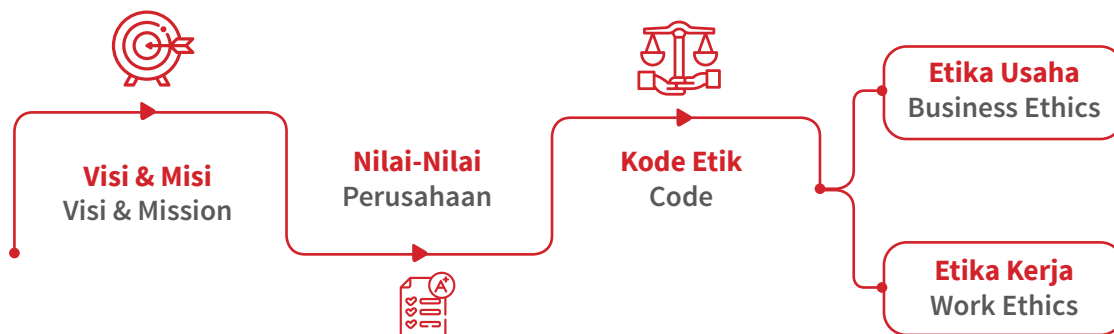 Visi & Misi
Visi & Mission
Nilai-Nilai
Perusahaan
A+
Kode Etik
Code
Etika Usaha
Business Ethics
Etika Kerja
Work Ethics